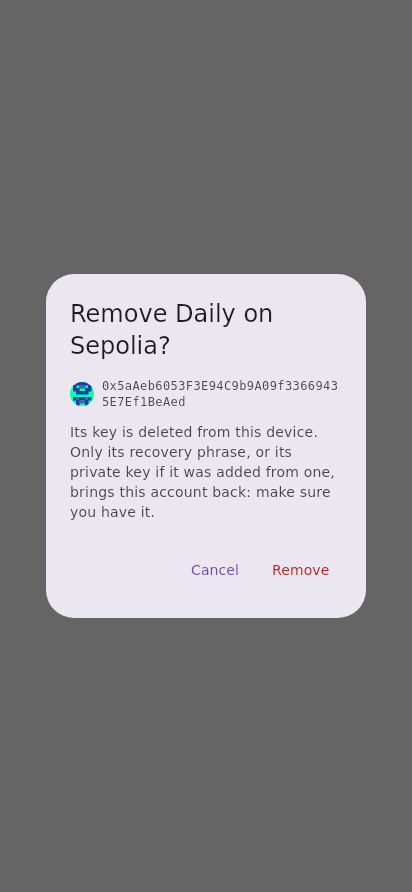 Remove Daily on
Sepolia?
0x5aAeb6053F3E94C9b9A09f3366943
5E7Ef1BeAed
Its key is deleted from this device.
Only its recovery phrase, or its
private key if it was added from one,
brings this account back: make sure
you have it.
Cancel
Remove